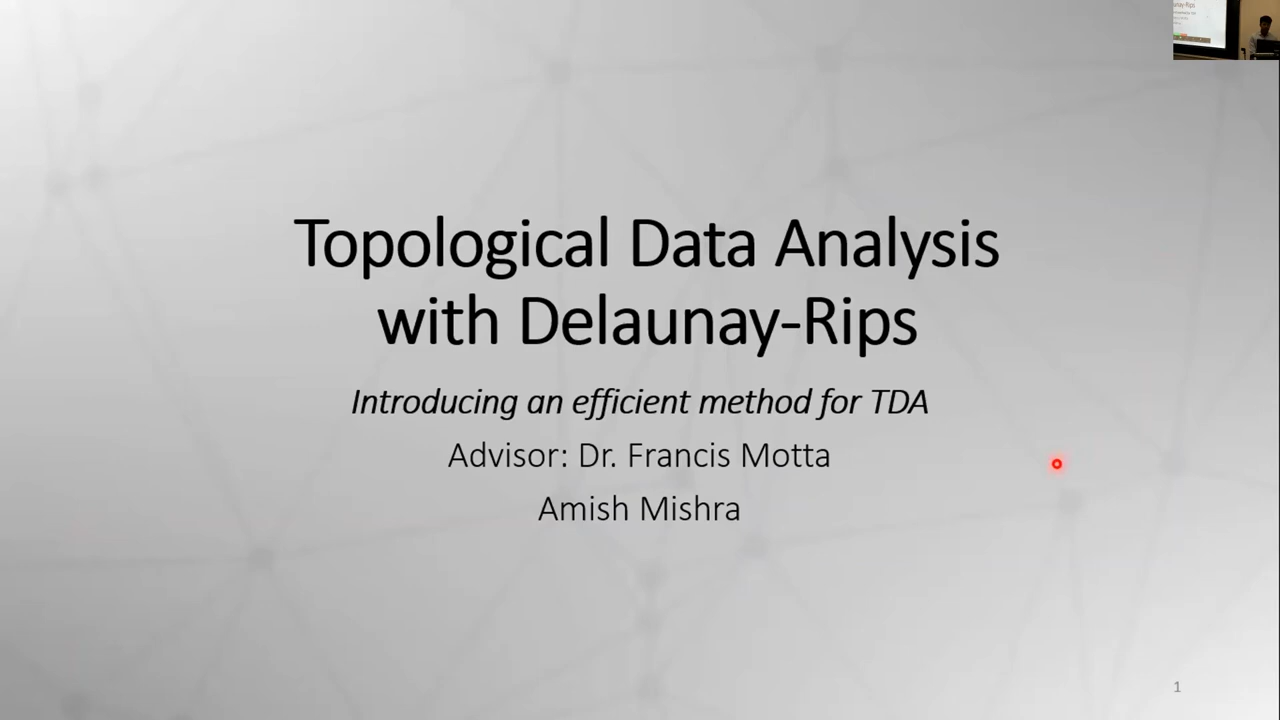 Topological Data Analysis
with Delaunay-Rips
Introducing an efficient method for TDA
Advisor: Dr. Francis Motta
Amish Mishra
1